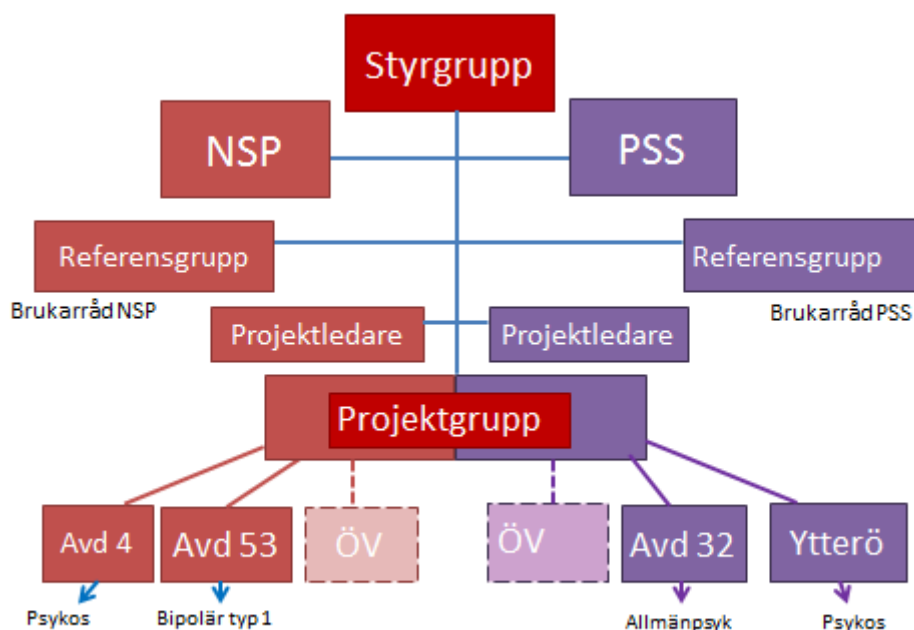 Styrgrupp
NSP
PSS
Referensgrupp
Referensgrupp
Brukarråd NSP
Brukarråd PSS
Projektledare
Projektledare
Projektgrupp
Avd 4
Avd 53
ÖV
ÖV
Avd 32
Ytterö
Psykos
Bipolär typ 1
Allmänpsyk
Psykos